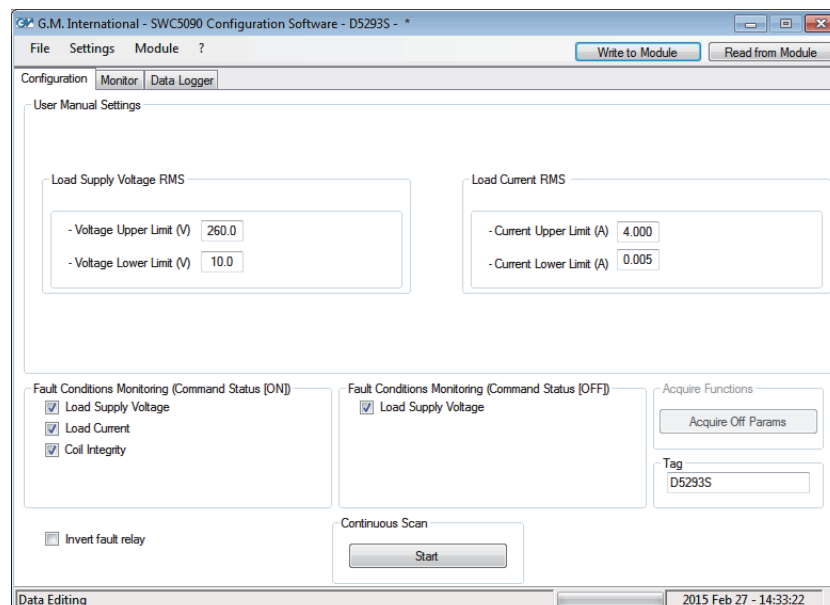 G.M. International - SWC5090 Configuration Software - D5293S - *
File Settings Module ? Write to Module Read from Module
Configuration Monitor Data Logger
User Manual Settings
Load Supply Voltage RMS Load Current RMS
- Voltage Upper Limit (V) 260.0 - Current Upper Limit (A) 4.000
- Voltage Lower Limit (V) 10.0 - Current Lower Limit (A) 0.005
Fault Conditions Monitoring (Command Status [ON]) Fault Conditions Monitoring (Command Status [OFF]) Acquire Functions
Load Supply Voltage Load Supply Voltage
Load Current Acquire Off Params
Coil Integrity
Tag
D5293S
Continuous Scan
Invert fault relay
Start
Data Editing 2015 Feb 27 - 14:33:22